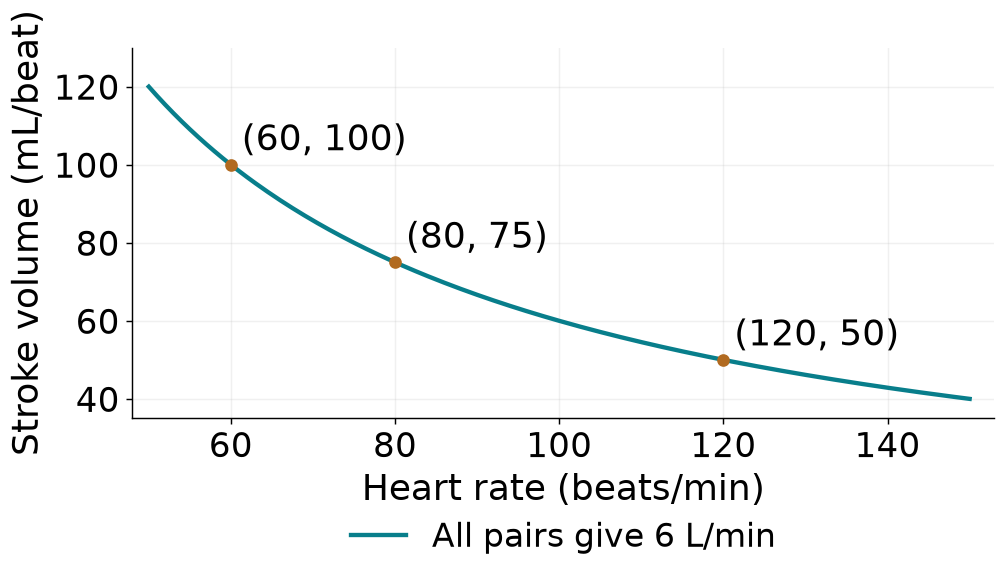 Stroke volume (mL/beat)
120
100
80
60
40
(60, 100)
(80, 75)
(120, 50)
60 80 100 120 140
Heart rate (beats/min)
All pairs give 6 L/min